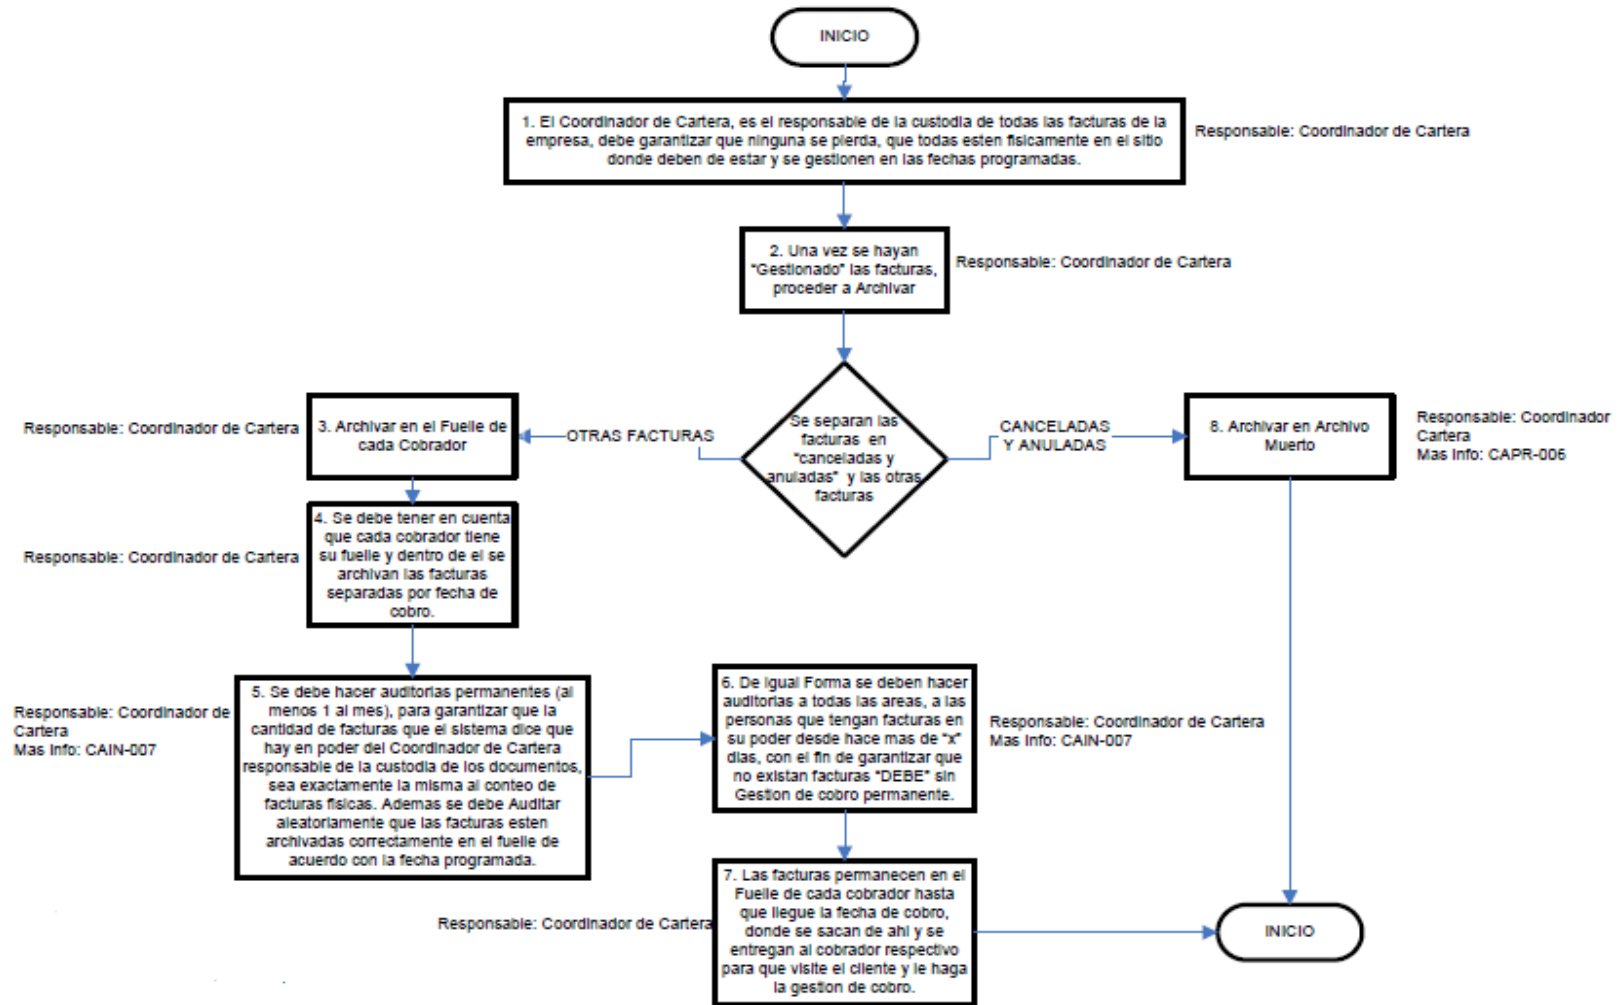 INICIO
1. El Coordinador de Cartera, es el responsable de la custodia de todas las facturas de la
empresa, debe garantizar que ninguna se pierda, que todas esten fisicamente en el sitio
donde deben de estar y se gestionen en las fechas programadas.
Responsable: Coordinador de Cartera
2. Una vez se hayan
"Gestionado" las facturas,
proceder a Archivar
Responsable: Coordinador de Cartera
Se separan las
facturas en
"canceladas y
anuladas" y las otras
facturas
OTRAS FACTURAS
CANCELADAS
Y ANULADAS
Responsable: Coordinador de Cartera
3. Archivar en el Fuelle de
cada Cobrador
8. Archivar en Archivo
Muerto
Responsable: Coordinador
Cartera
Mas Info: CAPR-006
Responsable: Coordinador de Cartera
4. Se debe tener en cuenta
que cada cobrador tiene
su fuelle y dentro de el se
archivan las facturas
separadas por fecha de
cobro.
Responsable: Coordinador de
Cartera
Mas Info: CAIN-007
5. Se debe hacer auditorias permanentes (al
menos 1 al mes), para garantizar que la
cantidad de facturas que el sistema dice que
hay en poder del Coordinador de Cartera
responsable de la custodia de los documentos,
sea exactamente la misma al conteo de
facturas fisicas. Ademas se debe Auditar
aleatoriamente que las facturas esten
archivadas correctamente en el fuelle de
acuerdo con la fecha programada.
6. De igual Forma se deben hacer
auditorias a todas las areas, a las
personas que tengan facturas en
su poder desde hace mas de "x"
dias, con el fin de garantizar que
no existan facturas "DEBE" sin
Gestion de cobro permanente.
Responsable: Coordinador de Cartera
Mas Info: CAIN-007
Responsable: Coordinador de Cartera
7. Las facturas permanecen en el
Fuelle de cada cobrador hasta
que llegue la fecha de cobro,
donde se sacan de ahi y se
entregan al cobrador respectivo
para que visite el cliente y le haga
la gestion de cobro.
INICIO